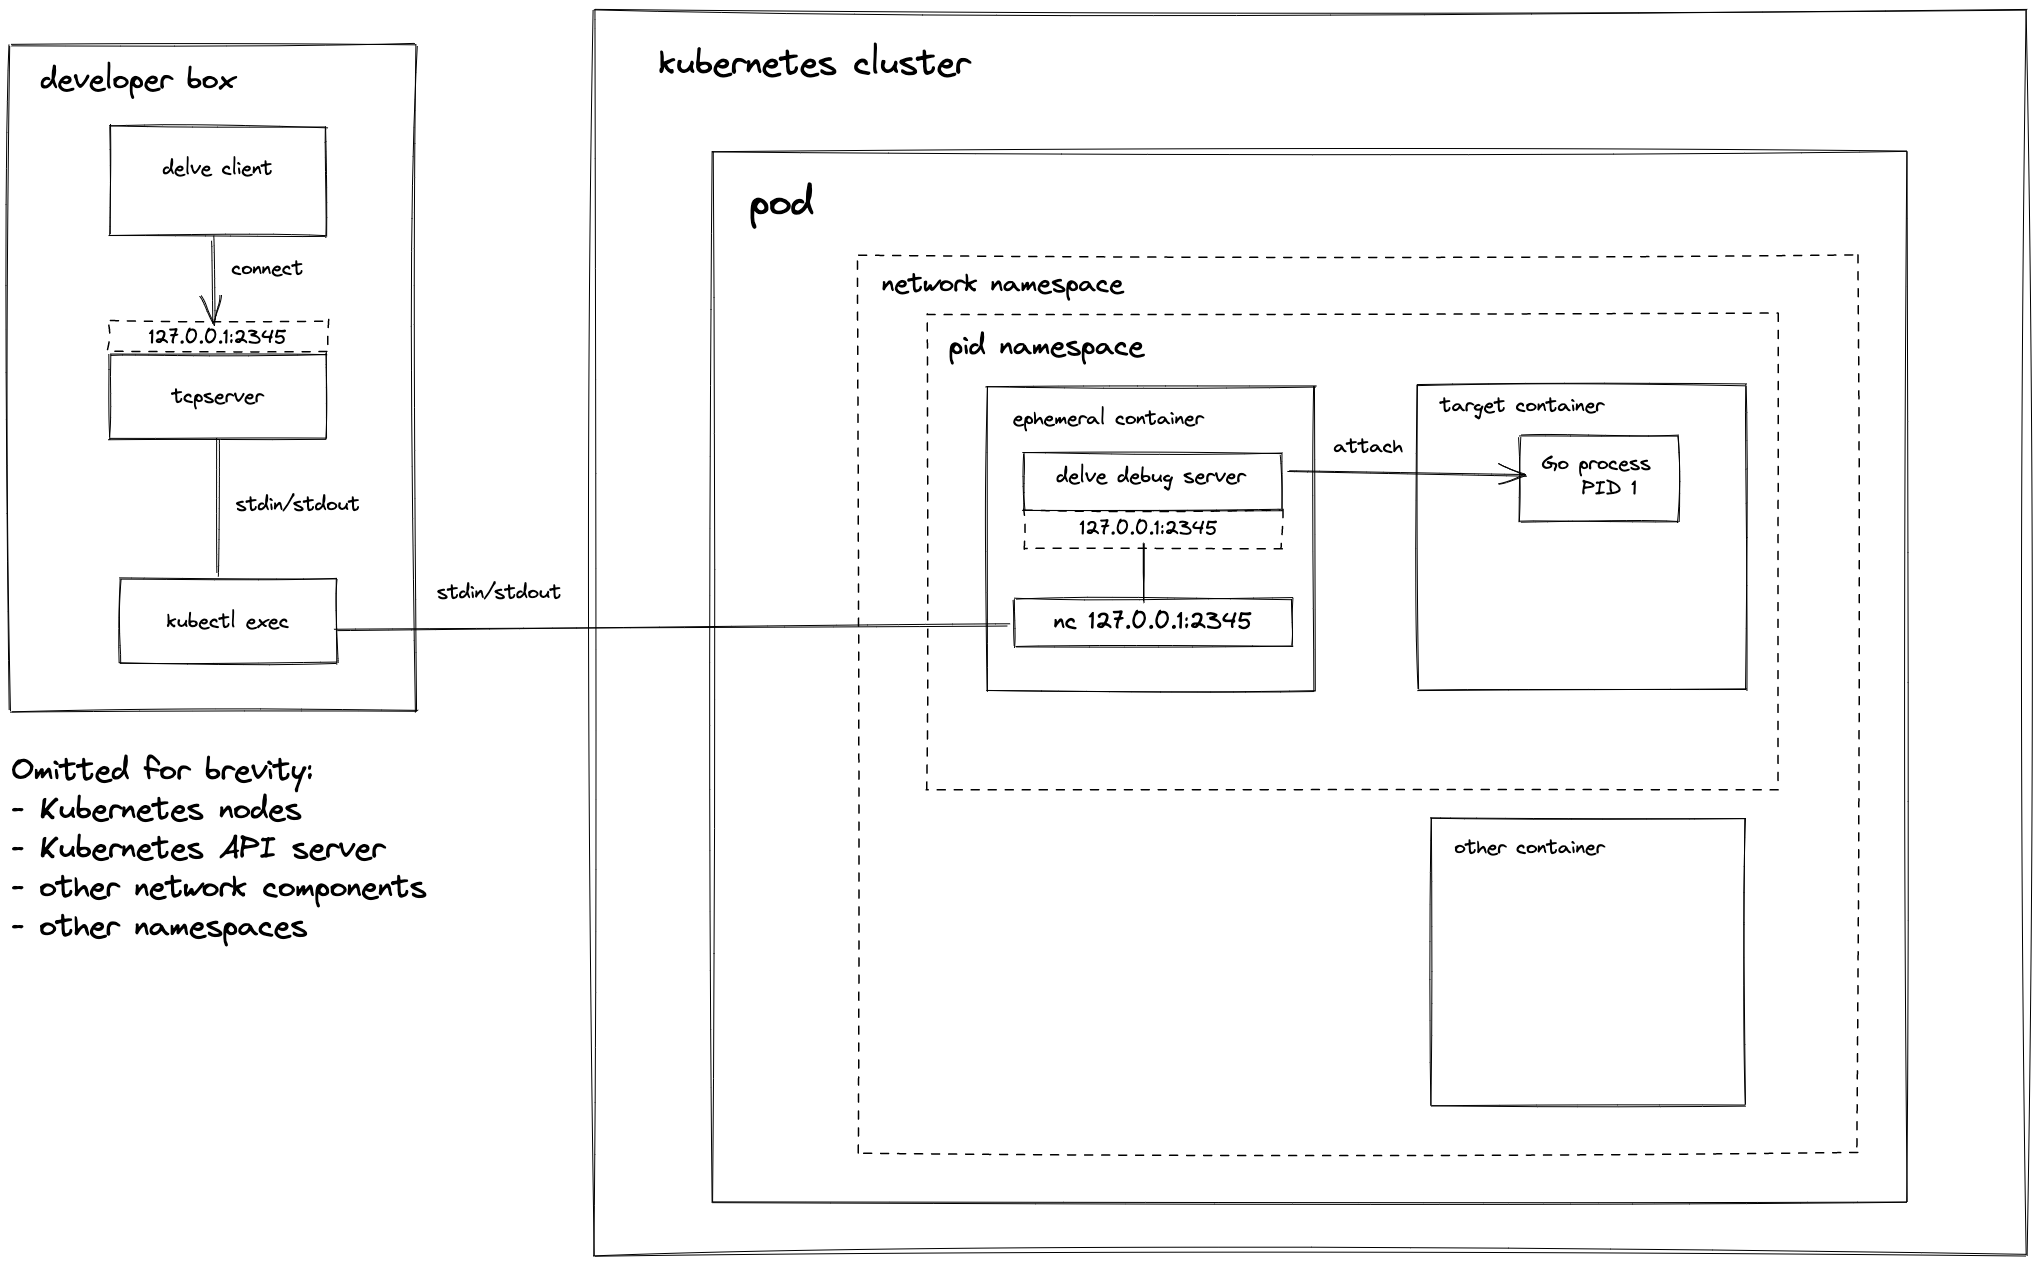 developer box
delve client
connect
127.0.0.1:2345
tcpserver
stdin/stdout
kubectl exec
stdin/stdout
Omitted for brevity:
- Kubernetes nodes
- Kubernetes API server
- other network components
- other namespaces
kubernetes cluster
pod
network namespace
pid namespace
ephemeral container
delve debug server
127.0.0.1:2345
nc 127.0.0.1:2345
attach
target container
Go process
PID 1
other container